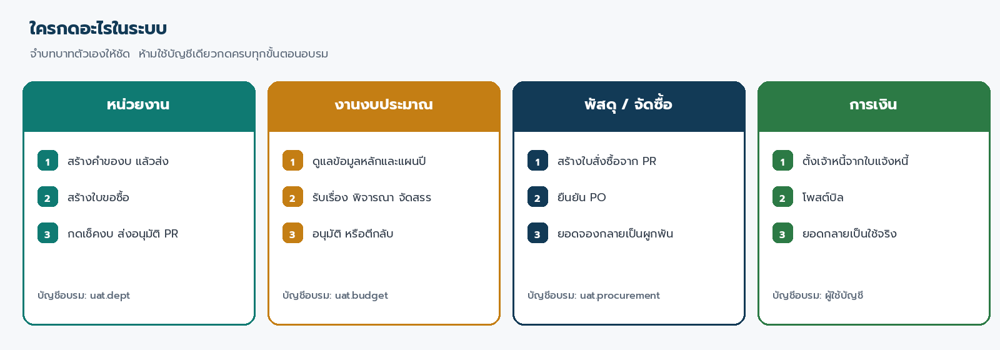 ใครกดอะไรในระบบ
จำบทบาทตัวเองให้ชัด ห้ามใช้บัญชีเดียวกดครบทุกขั้นตอนอบรม
หน่วยงาน
1 สร้างคำของบ แล้วส่ง
2 สร้างใบขอซื้อ
3 กดเช็คงบ ส่งอนุมัติ PR
บัญชีอบรม: uat.dept
งานงบประมาณ
1 ดูแลข้อมูลหลักและแผนปี
2 รับเรื่อง พิจารณา จัดสรร
3 อนุมัติ หรือตีกลับ
บัญชีอบรม: uat.budget
พัสดุ / จัดซื้อ
1 สร้างใบสั่งซื้อจาก PR
2 ยืนยัน PO
3 ยอดจองกลายเป็นผูกพัน
บัญชีอบรม: uat.procurement
การเงิน
1 ตั้งเจ้าหนี้จากใบแจ้งหนี้
2 โพสต์บิล
3 ยอดกลายเป็นใช้จริง
บัญชีอบรม: ผู้ใช้บัญชี